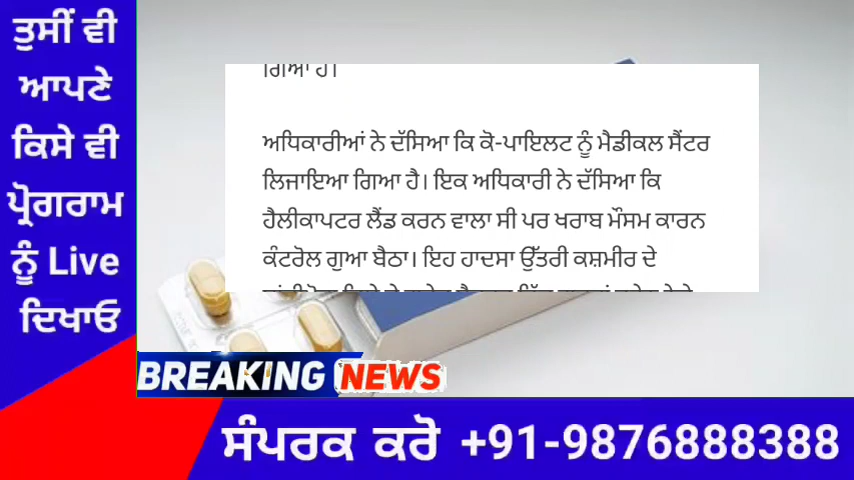 ਤੁਸੀਂ ਵੀ
ਆਪਣੇ
ਕਿਸੇ ਵੀ
ਪ੍ਰੋਗਰਾਮ
ਨੂੰ Live
ਦਿਖਾਓ
ਗਿਆ ਹੈ।
ਅਧਿਕਾਰੀਆਂ ਨੇ ਦੱਸਿਆ ਕਿ ਕੋ-ਪਾਇਲਟ ਨੂੰ ਮੈਡੀਕਲ ਸੈਂਟਰ
ਲਿਜਾਇਆ ਗਿਆ ਹੈ। ਇਕ ਅਧਿਕਾਰੀ ਨੇ ਦੱਸਿਆ ਕਿ
ਹੈਲੀਕਾਪਟਰ ਲੈਂਡ ਕਰਨ ਵਾਲਾ ਸੀ ਪਰ ਖਰਾਬ ਮੌਸਮ ਕਾਰਨ
ਕੰਟਰੋਲ ਗੁਆ ਬੈਠਾ। ਇਹ ਹਾਦਸਾ ਉੱਤਰੀ ਕਸ਼ਮੀਰ ਦੇ
BREAKING NEWS
ਸੰਪਰਕ ਕਰੋ +91-9876888388